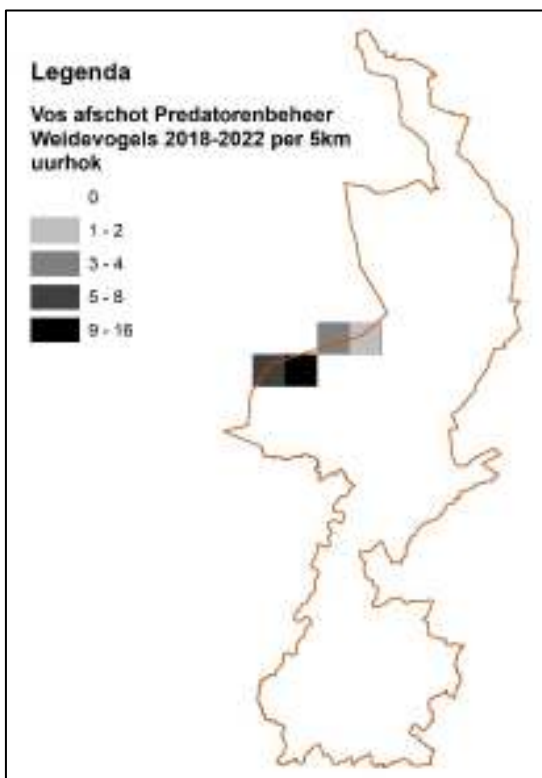 Legenda
Vos afschot Predatorenbeheer
Weidevogels 2018-2022 per 5km
uurhok
0
1 - 2
3 - 4
5 - 8
9 - 16